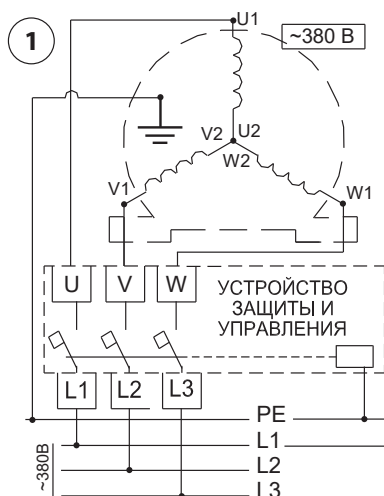 1
U1
~380 В
V2
U2
W2
V1
W1
U
V
W
УСТРОЙСТВО
ЗАЩИТЫ И
УПРАВЛЕНИЯ
L1
L2
L3
PE
L1
L2
L3
~380В